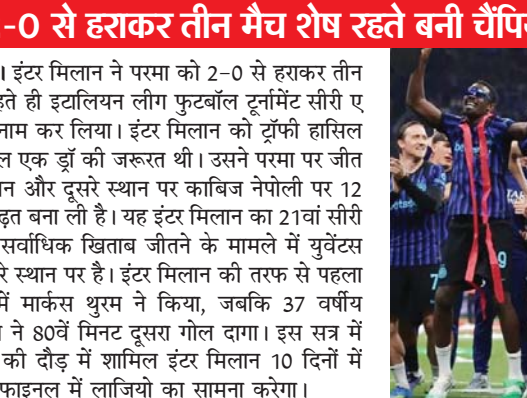 -0 से हराकर तीन मैच शेष रहते बनी चैंपि
। इंटर मिलान ने परमा को 2-0 से हराकर तीन
हते ही इटालियन लीग फुटबॉल टूर्नामेंट सीरी ए
नाम कर लिया। इंटर मिलान को ट्रॉफी हासिल
ल एक ड्रॉ की जरूरत थी। उसने परमा पर जीत
न और दूसरे स्थान पर काबिज नेपोली पर 12
ढ़त बना ली है। यह इंटर मिलान का 21वां सीरी
सर्वाधिक खिताब जीतने के मामले में युवेंटस
रे स्थान पर है। इंटर मिलान की तरफ से पहला
में मार्कस थुरम ने किया, जबकि 37 वर्षीय
ने 80वें मिनट दूसरा गोल दागा। इस सत्र में
की दौड़ में शामिल इंटर मिलान 10 दिनों में
फाइनल में लाजियो का सामना करेगा।
7
9